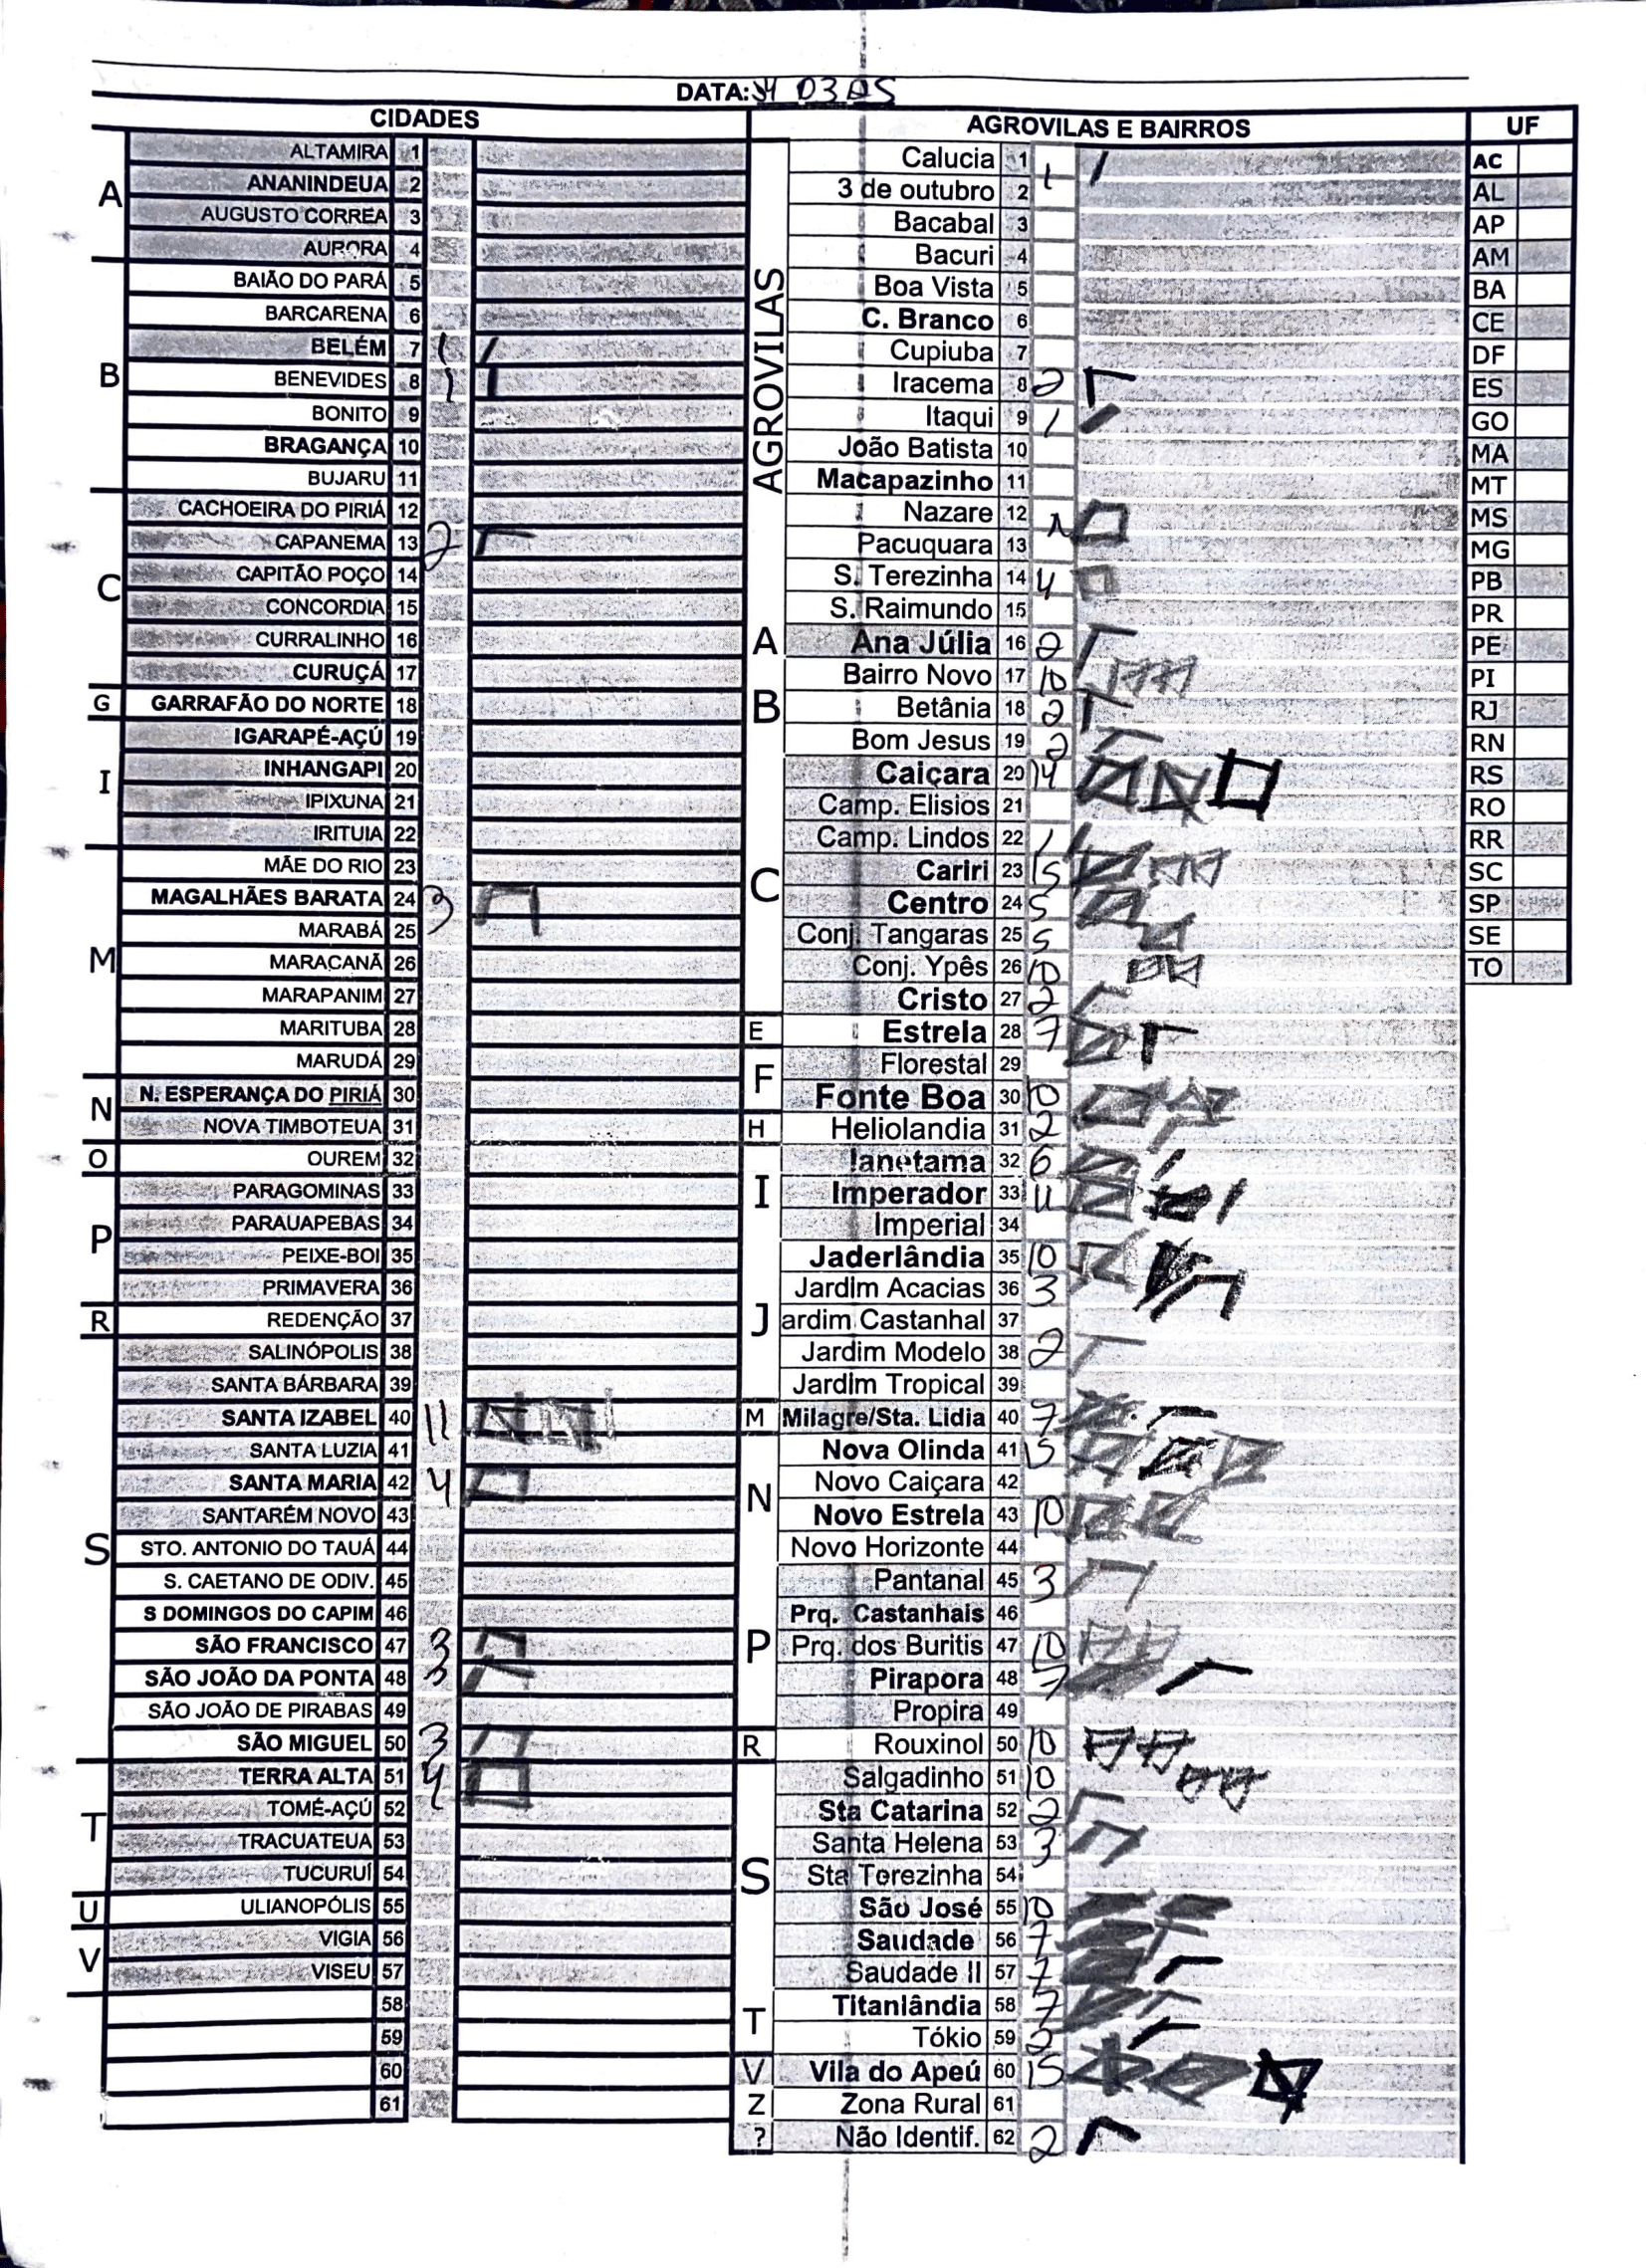 DATA: 03
CIDADES
A
ALTAMIRA 1
ANANINDEUA 2
AUGUSTO CORREA 3
AURORA 4
B
BAIÃO DO PARÁ 5
BARCARENA 6
BELÉM 7 1
BENEVIDES 8 1
BONITO 9
BRAGANÇA 10
BUJARU 11
C
CACHOEIRA DO PIRIÁ 12
CAPANEMA 13 2
CAPITÃO POÇO 14
CONCORDIA 15
CURRALINHO 16
CURUÇÁ 17
G
GARRAFÃO DO NORTE 18
I
IGARAPÉ-AÇÚ 19
INHANGAPI 20
IPIXUNA 21
IRITUIA 22
M
MÃE DO RIO 23
MAGALHÃES BARATA 24 3
MARABÁ 25
MARACANÃ 26
MARAPANIM 27
MARITUBA 28
MARUDÁ 29
N
N. ESPERANÇA DO PIRIÁ 30
NOVA TIMBOTEUA 31
O
OUREM 32
P
PARAGOMINAS 33
PARAUAPEBAS 34
PEIXE-BOI 35
PRIMAVERA 36
R
REDENÇÃO 37
S
SALINÓPOLIS 38
SANTA BÁRBARA 39
SANTA IZABEL 40 11
SANTA LUZIA 41
SANTA MARIA 42 4
SANTARÉM NOVO 43
STO. ANTONIO DO TAUÁ 44
S. CAETANO DE ODIV. 45
S DOMINGOS DO CAPIM 46
SÃO FRANCISCO 47 3
SÃO JOÃO DA PONTA 48 3
SÃO JOÃO DE PIRABAS 49
SÃO MIGUEL 50 3
T
TERRA ALTA 51 4
TOMÉ-AÇÚ 52
TRACUATEUA 53
TUCURUÍ 54
U
ULIANOPÓLIS 55
V
VIGIA 56
VISEU 57
58
59
60
61
AGROVILAS E BAIRROS
AGROVILAS
Calucia 1 1
3 de outubro 2
Bacabal 3
Bacuri 4
Boa Vista 5
C. Branco 6
Cupiuba 7
Iracema 8 2
Itaqui 9 1
João Batista 10
Macapazinho 11
Nazare 12
Pacuquara 13
S. Terezinha 14 4
S. Raimundo 15
A
Ana Júlia 16 2
B
Bairro Novo 17 10
Betânia 18 2
Bom Jesus 19 2
C
Caiçara 20 14
Camp. Elisios 21
Camp. Lindos 22 1
Cariri 23 15
Centro 24 5
Conj. Tangaras 25 5
Conj. Ypês 26 10
Cristo 27 2
E
Estrela 28 7
F
Florestal 29
Fonte Boa 30 10
H
Heliolandia 31 2
I
Ianetama 32 6
Imperador 33 11
Imperial 34
J
Jaderlândia 35 10
Jardim Acacias 36 3
ardim Castanhal 37
Jardim Modelo 38 2
Jardim Tropical 39
M
Milagre/Sta. Lidia 40 7
N
Nova Olinda 41 15
Novo Caiçara 42
Novo Estrela 43 10
Novo Horizonte 44
P
Pantanal 45 3
Prq. Castanhais 46
Prq. dos Buritis 47 10
Pirapora 48 7
Propira 49
R
Rouxinol 50 10
S
Salgadinho 51 10
Sta Catarina 52 2
Santa Helena 53 3
Sta Terezinha 54
São José 55 10
Saudade 56 7
Saudade II 57 7
T
Titanlândia 58 7
Tókio 59 2
V
Vila do Apeú 60 15
Z
Zona Rural 61
?
Não Identif. 62 2
UF
AC
AL
AP
AM
BA
CE
DF
ES
GO
MA
MT
MS
MG
PB
PR
PE
PI
RJ
RN
RS
RO
RR
SC
SP
SE
TO